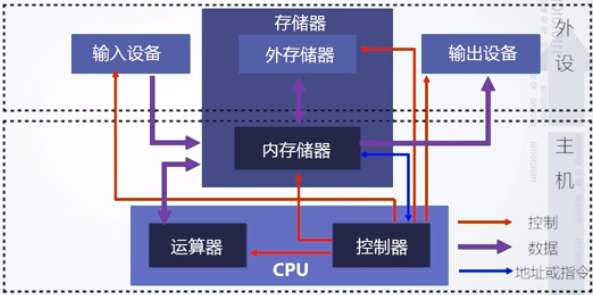 存储器
输入设备
外存储器
输出设备
外设
内存储器
主机
运算器
控制器
CPU
控制
数据
地址或指令